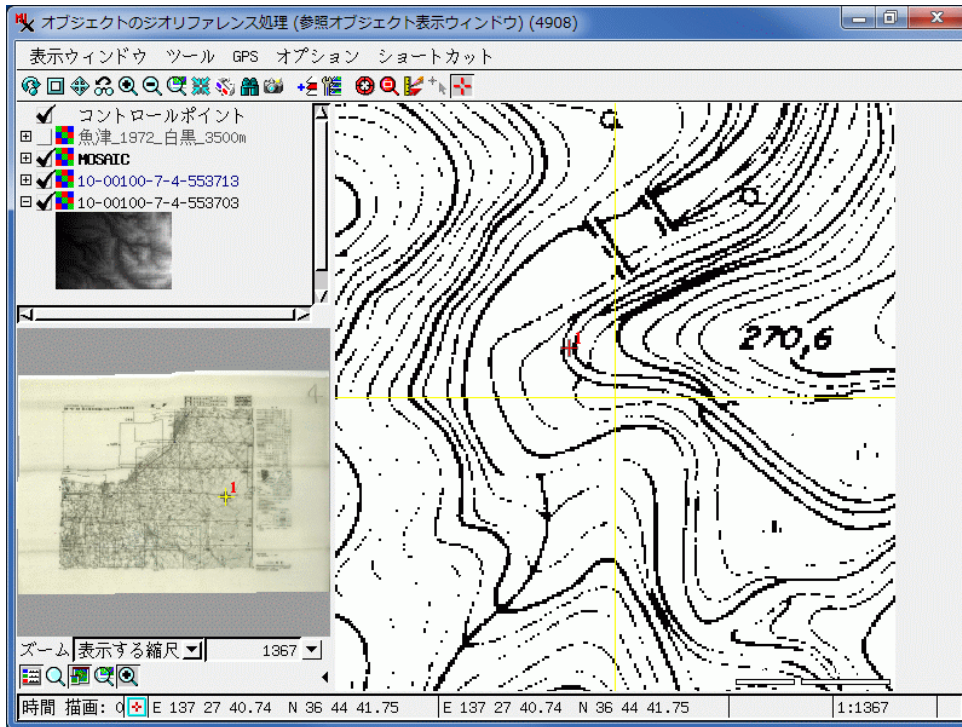 オブジェクトのジオリファレンス処理 (参照オブジェクト表示ウィンドウ) (4908)
表示ウィンドウ ツール GPS オプション ショートカット
コントロールポイント
魚津_1972_白黒_3500m
MOSAIC
10-00100-7-4-553713
10-00100-7-4-553703
270,6
1
1
ズーム 表示する縮尺 1367
時間 描画: 0 E 137 27 40.74 N 36 44 41.75 E 137 27 40.74 N 36 44 41.75 1:1367